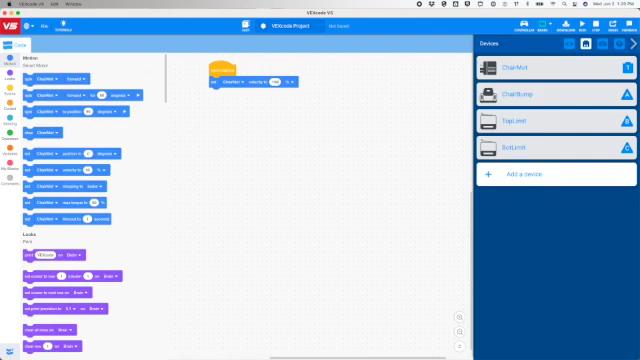 VEXcode V5 File Edit Window
Wed Jun 2 1:20 PM
VEXcode V5
V5
File
TUTORIALS
VEXcode Project
Not Saved
CONTROLLER
BRAIN
DOWNLOAD
RUN
STOP
SHARE
FEEDBACK
Code
Devices
Motion
Looks
Events
Control
Sensing
Operators
Variables
My Blocks
Comments
Motion
Smart Motor
spin ChairMot forward
spin ChairMot forward for 90 degrees
spin ChairMot to position 90 degrees
stop ChairMot
set ChairMot position to 0 degrees
set ChairMot velocity to 50 %
set ChairMot stopping to brake
set ChairMot max torque to 50 %
set ChairMot timeout to 1 seconds
Looks
Print
print VEXcode on Brain
set cursor to row 1 column 1 on Brain
set cursor to next row on Brain
set print precision to 0.1 on Brain
clear all rows on Brain
clear row 1 on Brain
when started
set ChairMot velocity to 100 %
ChairMot
1
ChairBump
A
TopLimit
B
BotLimit
C
Add a device